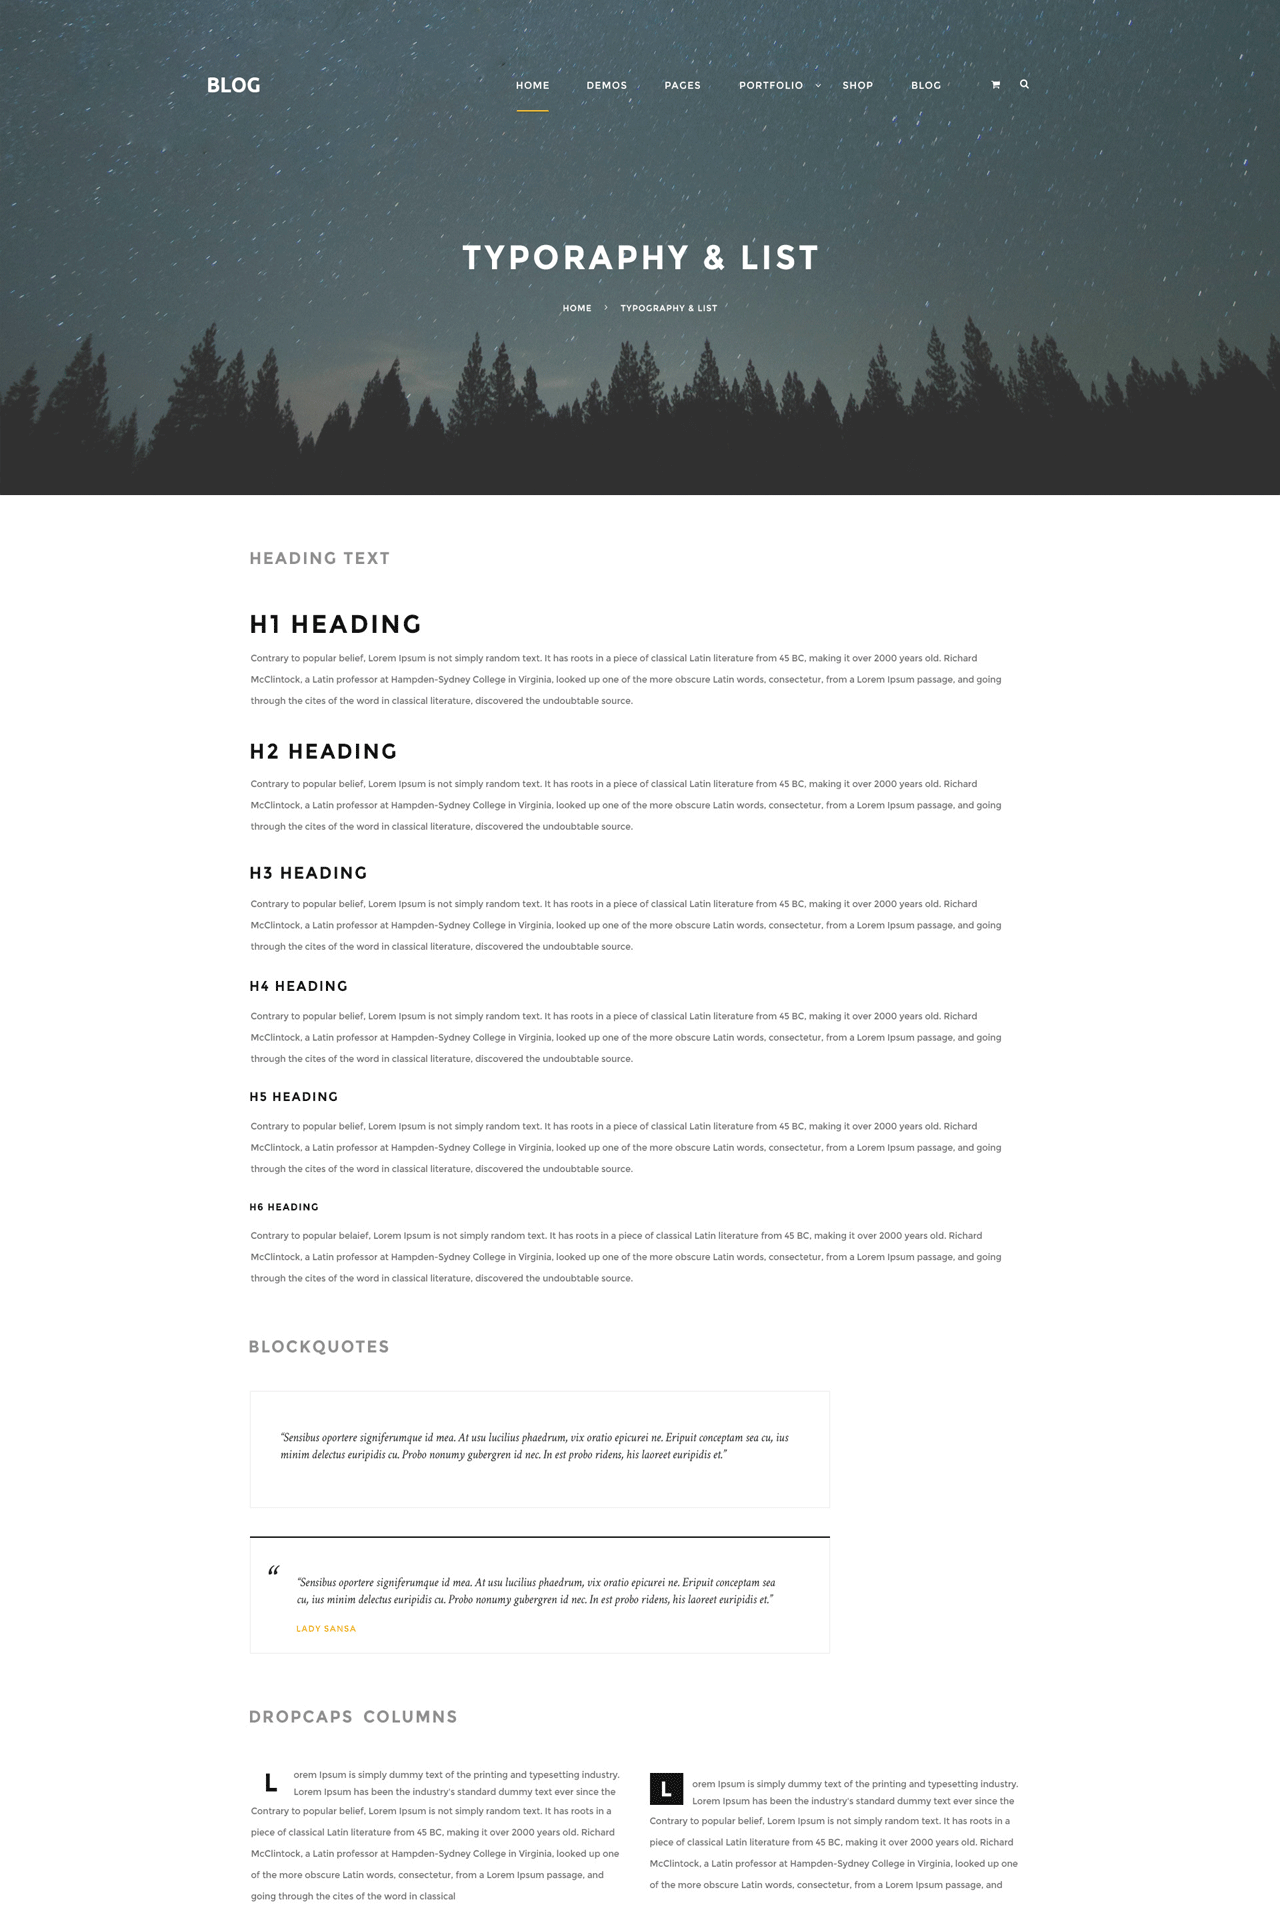 BLOG
HOME DEMOS PAGES PORTFOLIO SHOP BLOG
TYPORAPHY & LIST
HOME › TYPOGRAPHY & LIST
HEADING TEXT
H1 HEADING
Contrary to popular belief, Lorem Ipsum is not simply random text. It has roots in a piece of classical Latin literature from 45 BC, making it over 2000 years old. Richard
McClintock, a Latin professor at Hampden-Sydney College in Virginia, looked up one of the more obscure Latin words, consectetur, from a Lorem Ipsum passage, and going
through the cites of the word in classical literature, discovered the undoubtable source.
H2 HEADING
Contrary to popular belief, Lorem Ipsum is not simply random text. It has roots in a piece of classical Latin literature from 45 BC, making it over 2000 years old. Richard
McClintock, a Latin professor at Hampden-Sydney College in Virginia, looked up one of the more obscure Latin words, consectetur, from a Lorem Ipsum passage, and going
through the cites of the word in classical literature, discovered the undoubtable source.
H3 HEADING
Contrary to popular belief, Lorem Ipsum is not simply random text. It has roots in a piece of classical Latin literature from 45 BC, making it over 2000 years old. Richard
McClintock, a Latin professor at Hampden-Sydney College in Virginia, looked up one of the more obscure Latin words, consectetur, from a Lorem Ipsum passage, and going
through the cites of the word in classical literature, discovered the undoubtable source.
H4 HEADING
Contrary to popular belief, Lorem Ipsum is not simply random text. It has roots in a piece of classical Latin literature from 45 BC, making it over 2000 years old. Richard
McClintock, a Latin professor at Hampden-Sydney College in Virginia, looked up one of the more obscure Latin words, consectetur, from a Lorem Ipsum passage, and going
through the cites of the word in classical literature, discovered the undoubtable source.
H5 HEADING
Contrary to popular belief, Lorem Ipsum is not simply random text. It has roots in a piece of classical Latin literature from 45 BC, making it over 2000 years old. Richard
McClintock, a Latin professor at Hampden-Sydney College in Virginia, looked up one of the more obscure Latin words, consectetur, from a Lorem Ipsum passage, and going
through the cites of the word in classical literature, discovered the undoubtable source.
H6 HEADING
Contrary to popular belaief, Lorem Ipsum is not simply random text. It has roots in a piece of classical Latin literature from 45 BC, making it over 2000 years old. Richard
McClintock, a Latin professor at Hampden-Sydney College in Virginia, looked up one of the more obscure Latin words, consectetur, from a Lorem Ipsum passage, and going
through the cites of the word in classical literature, discovered the undoubtable source.
BLOCKQUOTES
“Sensibus oportere signiferumque id mea. At usu lucilius phaedrum, vix oratio epicurei ne. Eripuit conceptam sea cu, ius
minim delectus euripidis cu. Probo nonumy gubergren id nec. In est probo ridens, his laoreet euripidis et.”
“
“Sensibus oportere signiferumque id mea. At usu lucilius phaedrum, vix oratio epicurei ne. Eripuit conceptam sea
cu, ius minim delectus euripidis cu. Probo nonumy gubergren id nec. In est probo ridens, his laoreet euripidis et.”
LADY SANSA
DROPCAPS COLUMNS
L orem Ipsum is simply dummy text of the printing and typesetting industry.
Lorem Ipsum has been the industry's standard dummy text ever since the
Contrary to popular belief, Lorem Ipsum is not simply random text. It has roots in a
piece of classical Latin literature from 45 BC, making it over 2000 years old. Richard
McClintock, a Latin professor at Hampden-Sydney College in Virginia, looked up one
of the more obscure Latin words, consectetur, from a Lorem Ipsum passage, and
going through the cites of the word in classical
L orem Ipsum is simply dummy text of the printing and typesetting industry.
Lorem Ipsum has been the industry's standard dummy text ever since the
Contrary to popular belief, Lorem Ipsum is not simply random text. It has roots in a
piece of classical Latin literature from 45 BC, making it over 2000 years old. Richard
McClintock, a Latin professor at Hampden-Sydney College in Virginia, looked up one
of the more obscure Latin words, consectetur, from a Lorem Ipsum passage, and